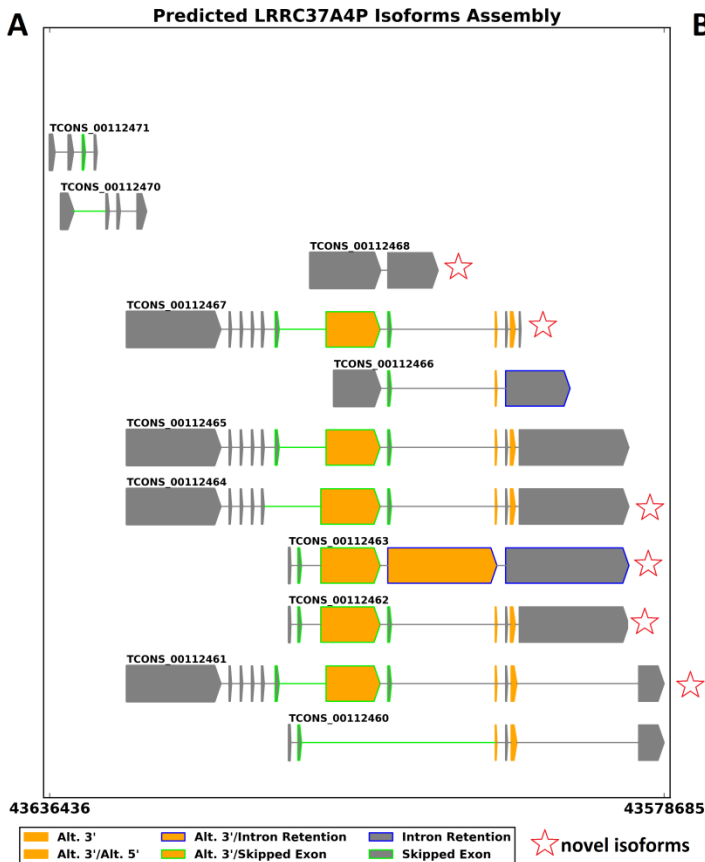 A
Predicted LRRC37A4P Isoforms Assembly
B
TCONS_00112471
TCONS_00112470
TCONS_00112468
TCONS_00112467
TCONS_00112466
TCONS_00112465
TCONS_00112464
TCONS_00112463
TCONS_00112462
TCONS_00112461
TCONS_00112460
43636436
43578685
Alt. 3'
Alt. 3'/Intron Retention
Intron Retention
Alt. 3'/Alt. 5'
Alt. 3'/Skipped Exon
Skipped Exon
novel isoforms